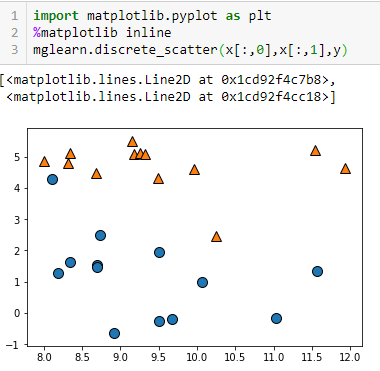 1 import matplotlib.pyplot as plt
2 %matplotlib inline
3 mglearn.discrete_scatter(x[:,0],x[:,1],y)
[<matplotlib.lines.Line2D at 0x1cd92f4c7b8>,
<matplotlib.lines.Line2D at 0x1cd92f4cc18>]
5
4
3
2
1
0
−1
8.0 8.5 9.0 9.5 10.0 10.5 11.0 11.5 12.0